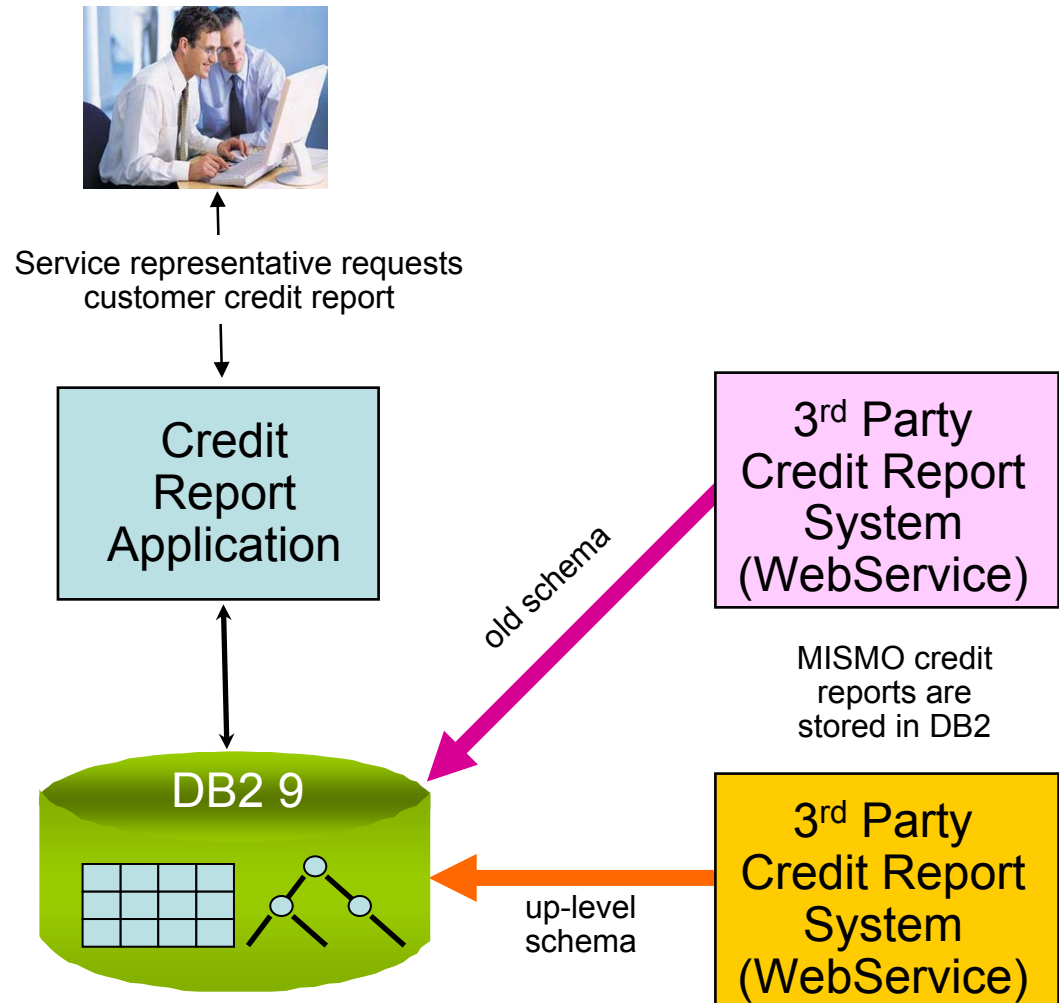 Service representative requests
customer credit report
Credit
Report
Application
3rd Party
Credit Report
System
(WebService)
old schema
MISMO credit
reports are
stored in DB2
DB2 9
up-level
schema
3rd Party
Credit Report
System
(WebService)